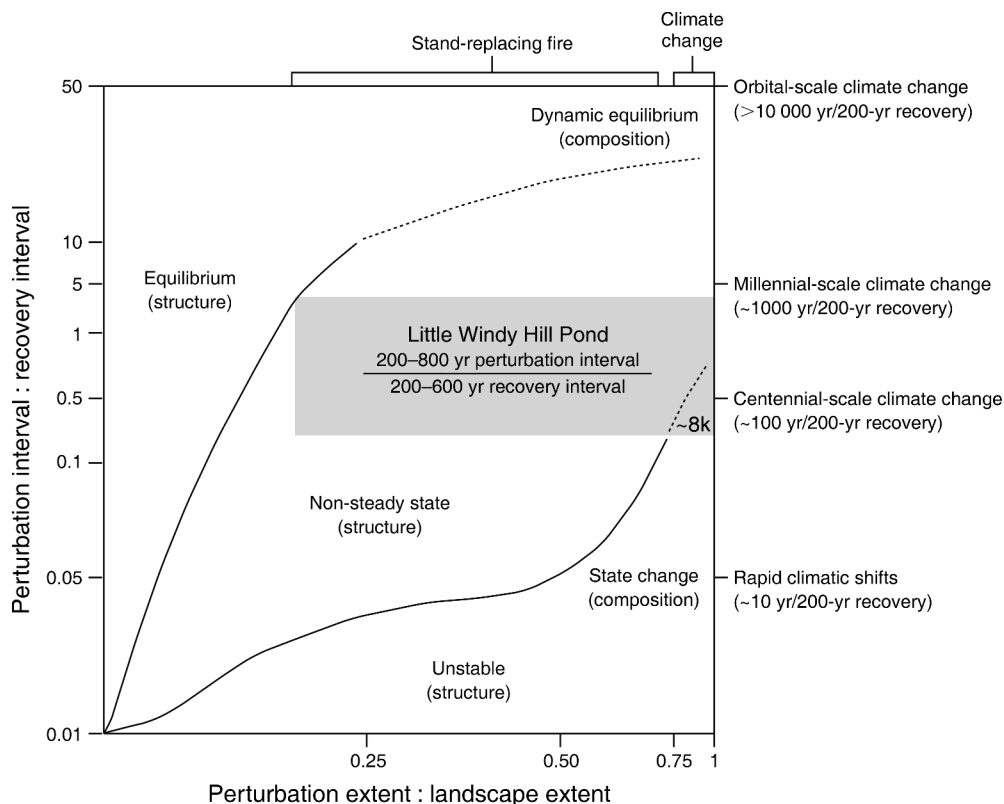 Climate
change
Stand-replacing fire
50
Orbital-scale climate change
(>10 000 yr/200-yr recovery)
Dynamic equilibrium
(composition)
10
Equilibrium
(structure)
5
Millennial-scale climate change
(~1000 yr/200-yr recovery)
Little Windy Hill Pond
1
200–800 yr perturbation interval
200–600 yr recovery interval
0.5
Centennial-scale climate change
(~100 yr/200-yr recovery)
~8k
0.1
Non-steady state
(structure)
0.05
State change
(composition)
Rapid climatic shifts
(~10 yr/200-yr recovery)
Unstable
(structure)
0.01
Perturbation interval : recovery interval
0.25
0.50
0.75
1
Perturbation extent : landscape extent